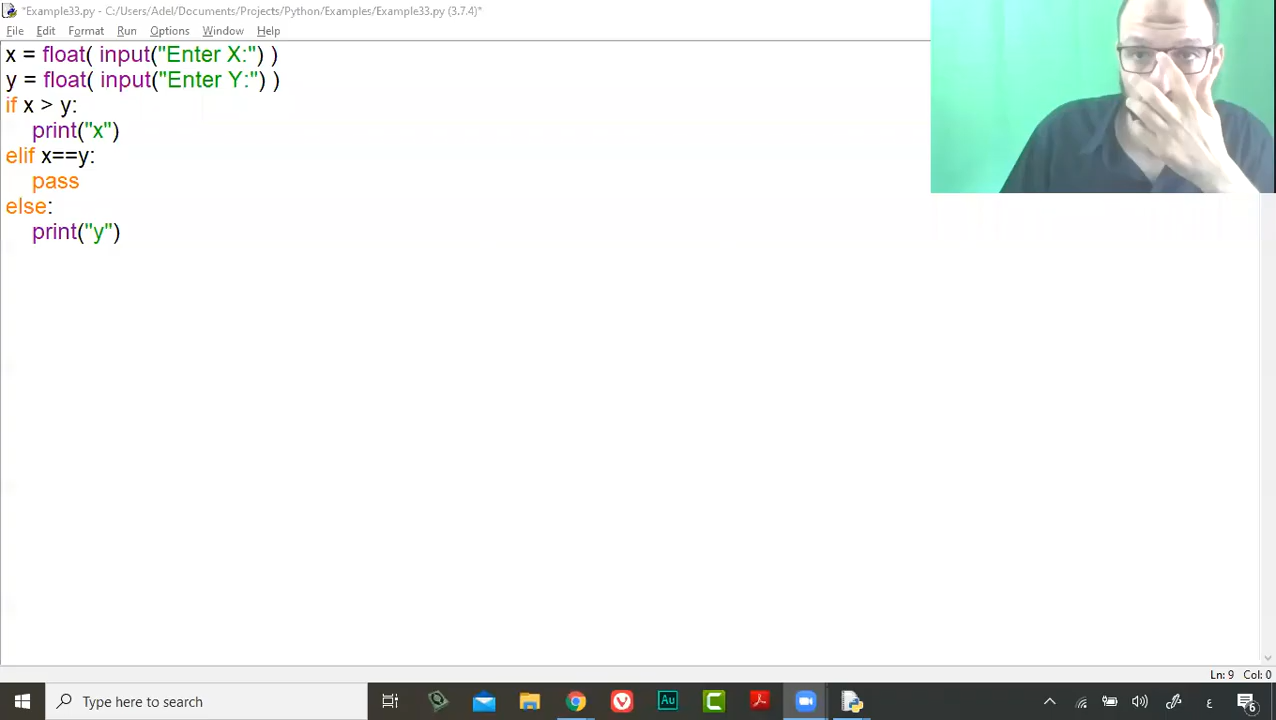 *Example33.py - C:/Users/Adel/Documents/Projects/Python/Examples/Example33.py (3.7.4)*
File Edit Format Run Options Window Help
x = float( input("Enter X:") )
y = float( input("Enter Y:") )
if x > y:
    print("x")
elif x==y:
    pass
else:
    print("y")
Ln: 9 Col: 0
Type here to search
Au
ع
6